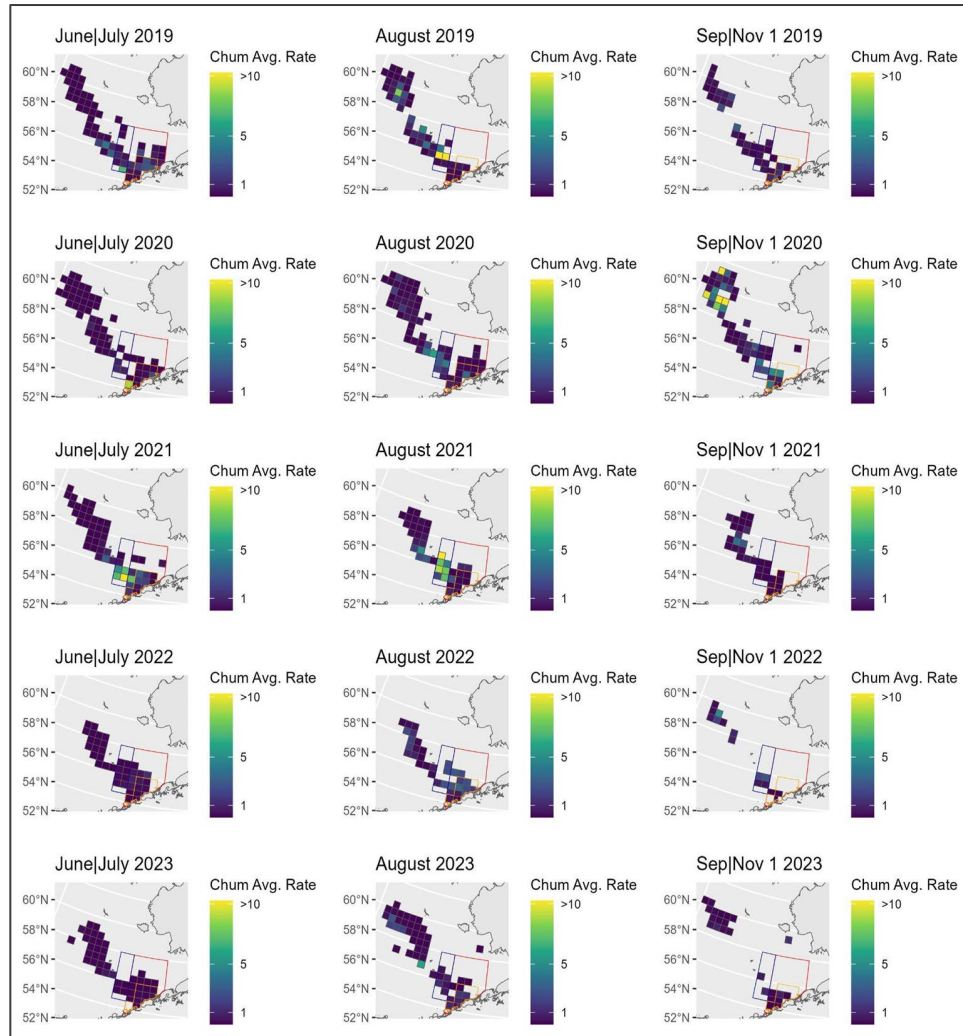 June|July 2019
Chum Avg. Rate
>10
5
1
60°N
58°N
56°N
54°N
52°N
August 2019
Chum Avg. Rate
>10
5
1
Sep|Nov 1 2019
Chum Avg. Rate
>10
5
1
June|July 2020
Chum Avg. Rate
>10
5
1
60°N
58°N
56°N
54°N
52°N
August 2020
Chum Avg. Rate
>10
5
1
60°N
58°N
56°N
54°N
52°N
Sep|Nov 1 2020
Chum Avg. Rate
>10
5
1
60°N
58°N
56°N
54°N
52°N
June|July 2021
Chum Avg. Rate
>10
5
1
60°N
58°N
56°N
54°N
52°N
August 2021
Chum Avg. Rate
>10
5
1
60°N
58°N
56°N
54°N
52°N
Sep|Nov 1 2021
Chum Avg. Rate
>10
5
1
60°N
58°N
56°N
54°N
52°N
June|July 2022
Chum Avg. Rate
>10
5
1
60°N
58°N
56°N
54°N
52°N
August 2022
Chum Avg. Rate
>10
5
1
60°N
58°N
56°N
54°N
52°N
Sep|Nov 1 2022
Chum Avg. Rate
>10
5
1
60°N
58°N
56°N
54°N
52°N
June|July 2023
Chum Avg. Rate
>10
5
1
60°N
58°N
56°N
54°N
52°N
August 2023
Chum Avg. Rate
>10
5
1
60°N
58°N
56°N
54°N
52°N
Sep|Nov 1 2023
Chum Avg. Rate
>10
5
1
60°N
58°N
56°N
54°N
52°N